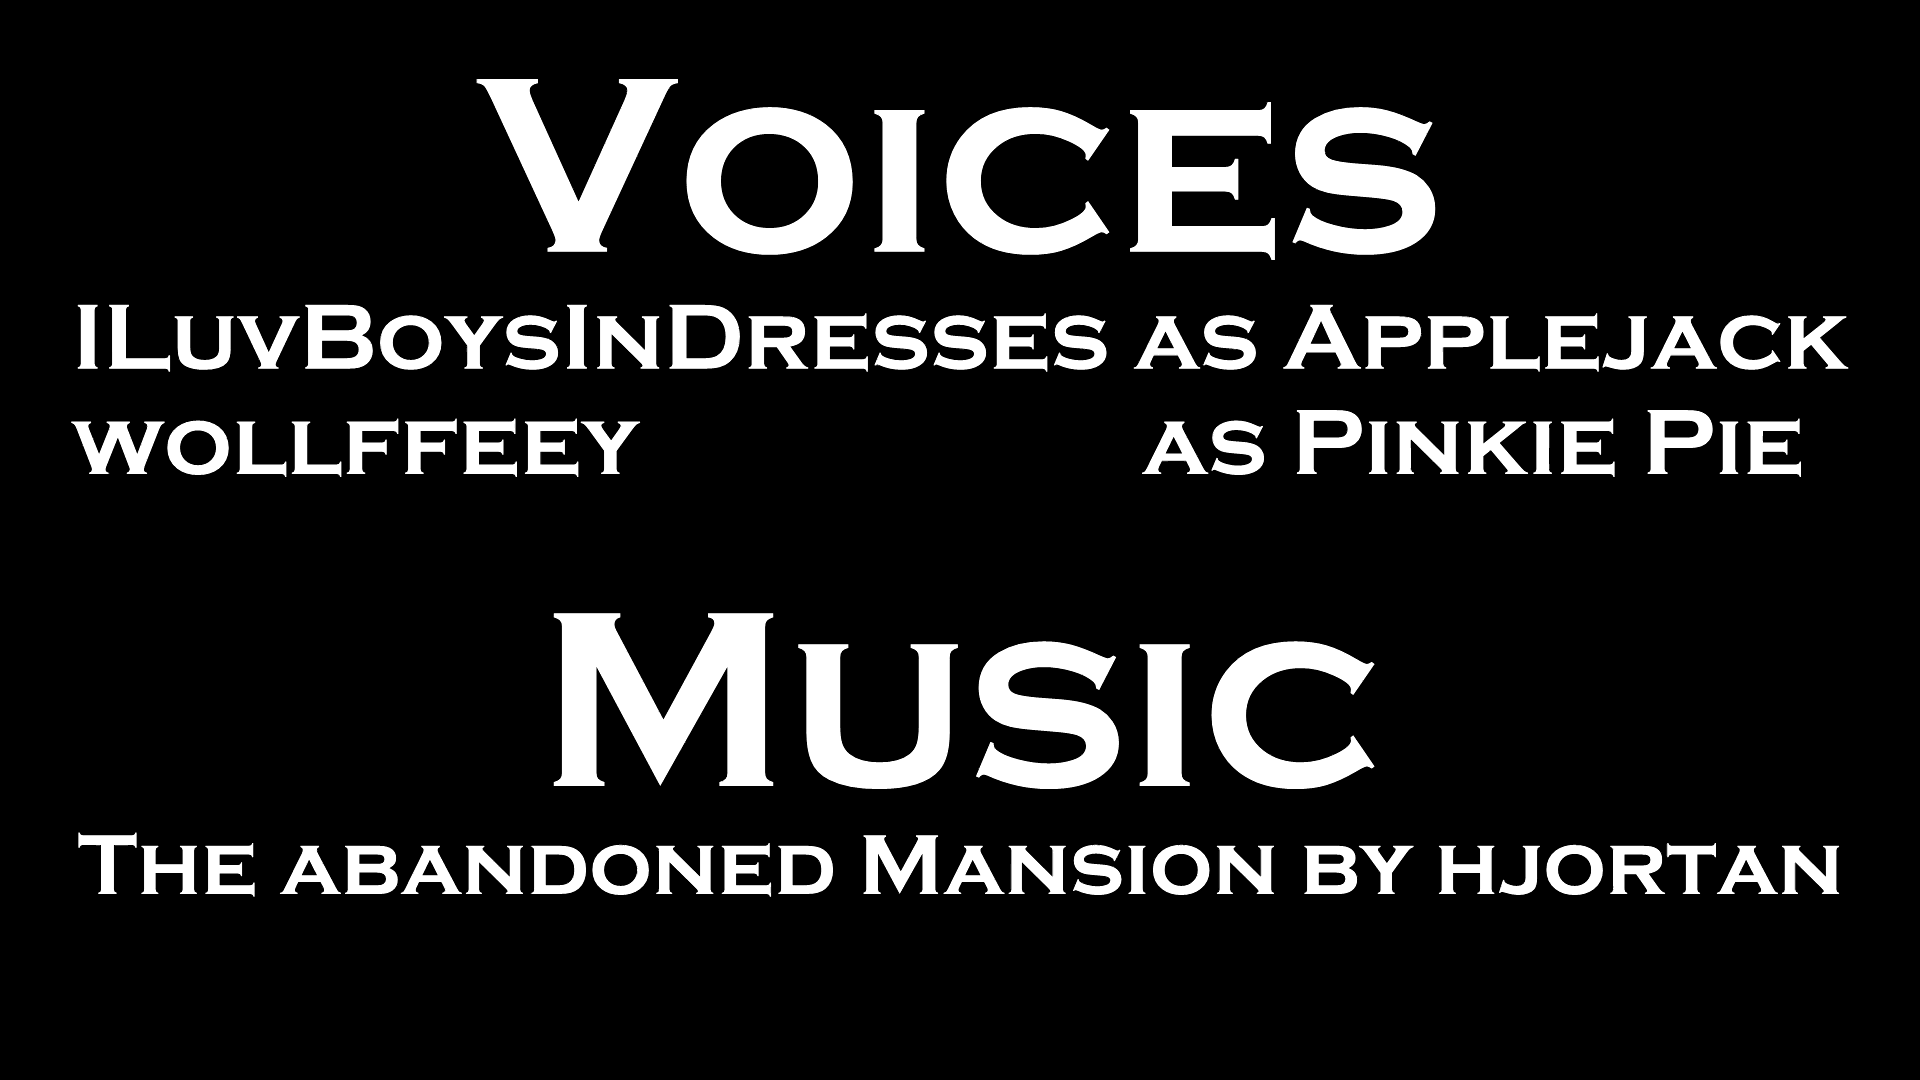 Voices
ILuvBoysInDresses as Applejack
wollffeey as Pinkie Pie
Music
The abandoned Mansion by hjortan